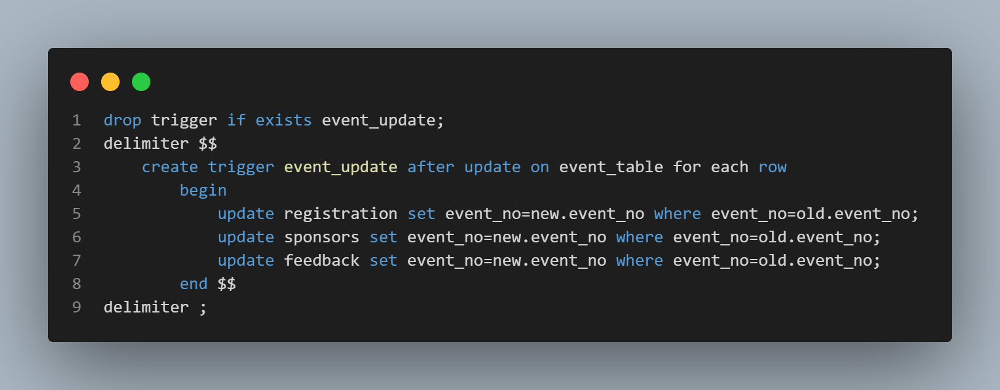 1 drop trigger if exists event_update;
2 delimiter $$
3     create trigger event_update after update on event_table for each row
4         begin
5             update registration set event_no=new.event_no where event_no=old.event_no;
6             update sponsors set event_no=new.event_no where event_no=old.event_no;
7             update feedback set event_no=new.event_no where event_no=old.event_no;
8         end $$
9 delimiter ;